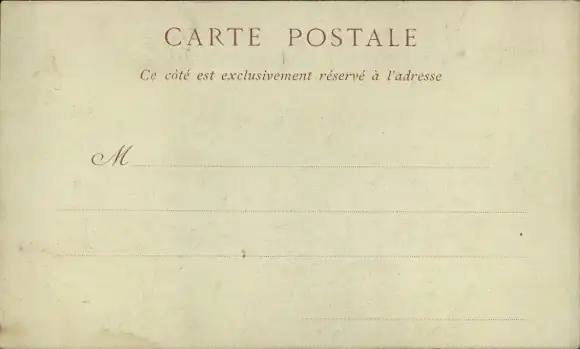 CARTE POSTALE
Ce côté est exclusivement réservé à l'adresse
M